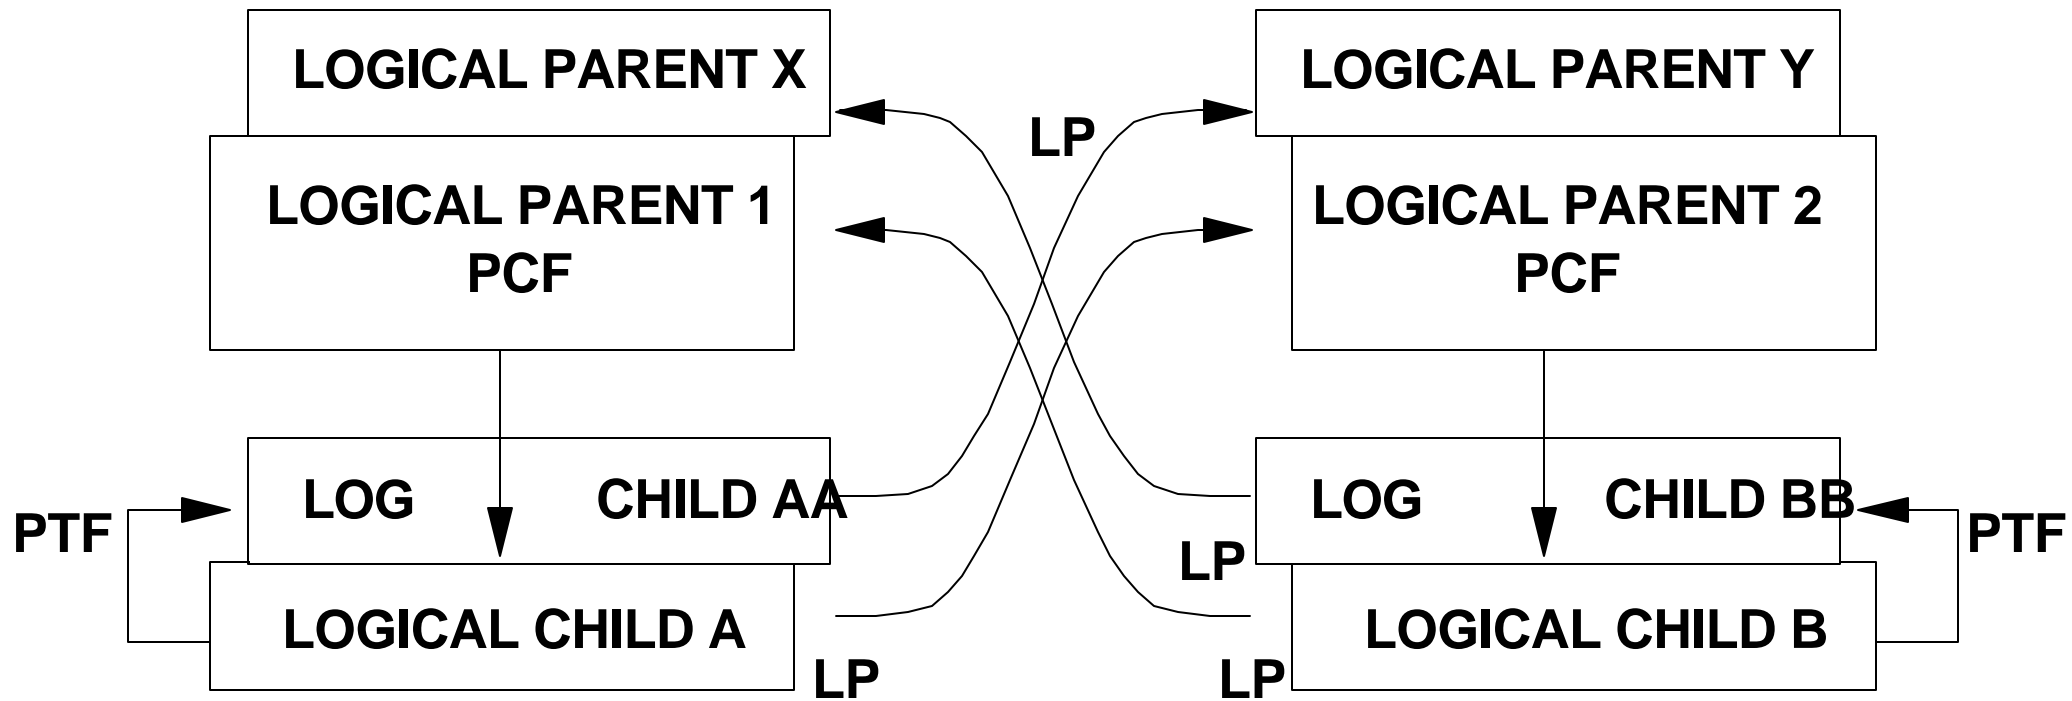 LOGICAL PARENT X
LOGICAL PARENT Y
LP
LOGICAL PARENT 1
PCF
LOGICAL PARENT 2
PCF
LOG CHILD AA
LOG CHILD BB
PTF
PTF
LP
LOGICAL CHILD A
LOGICAL CHILD B
LP
LP